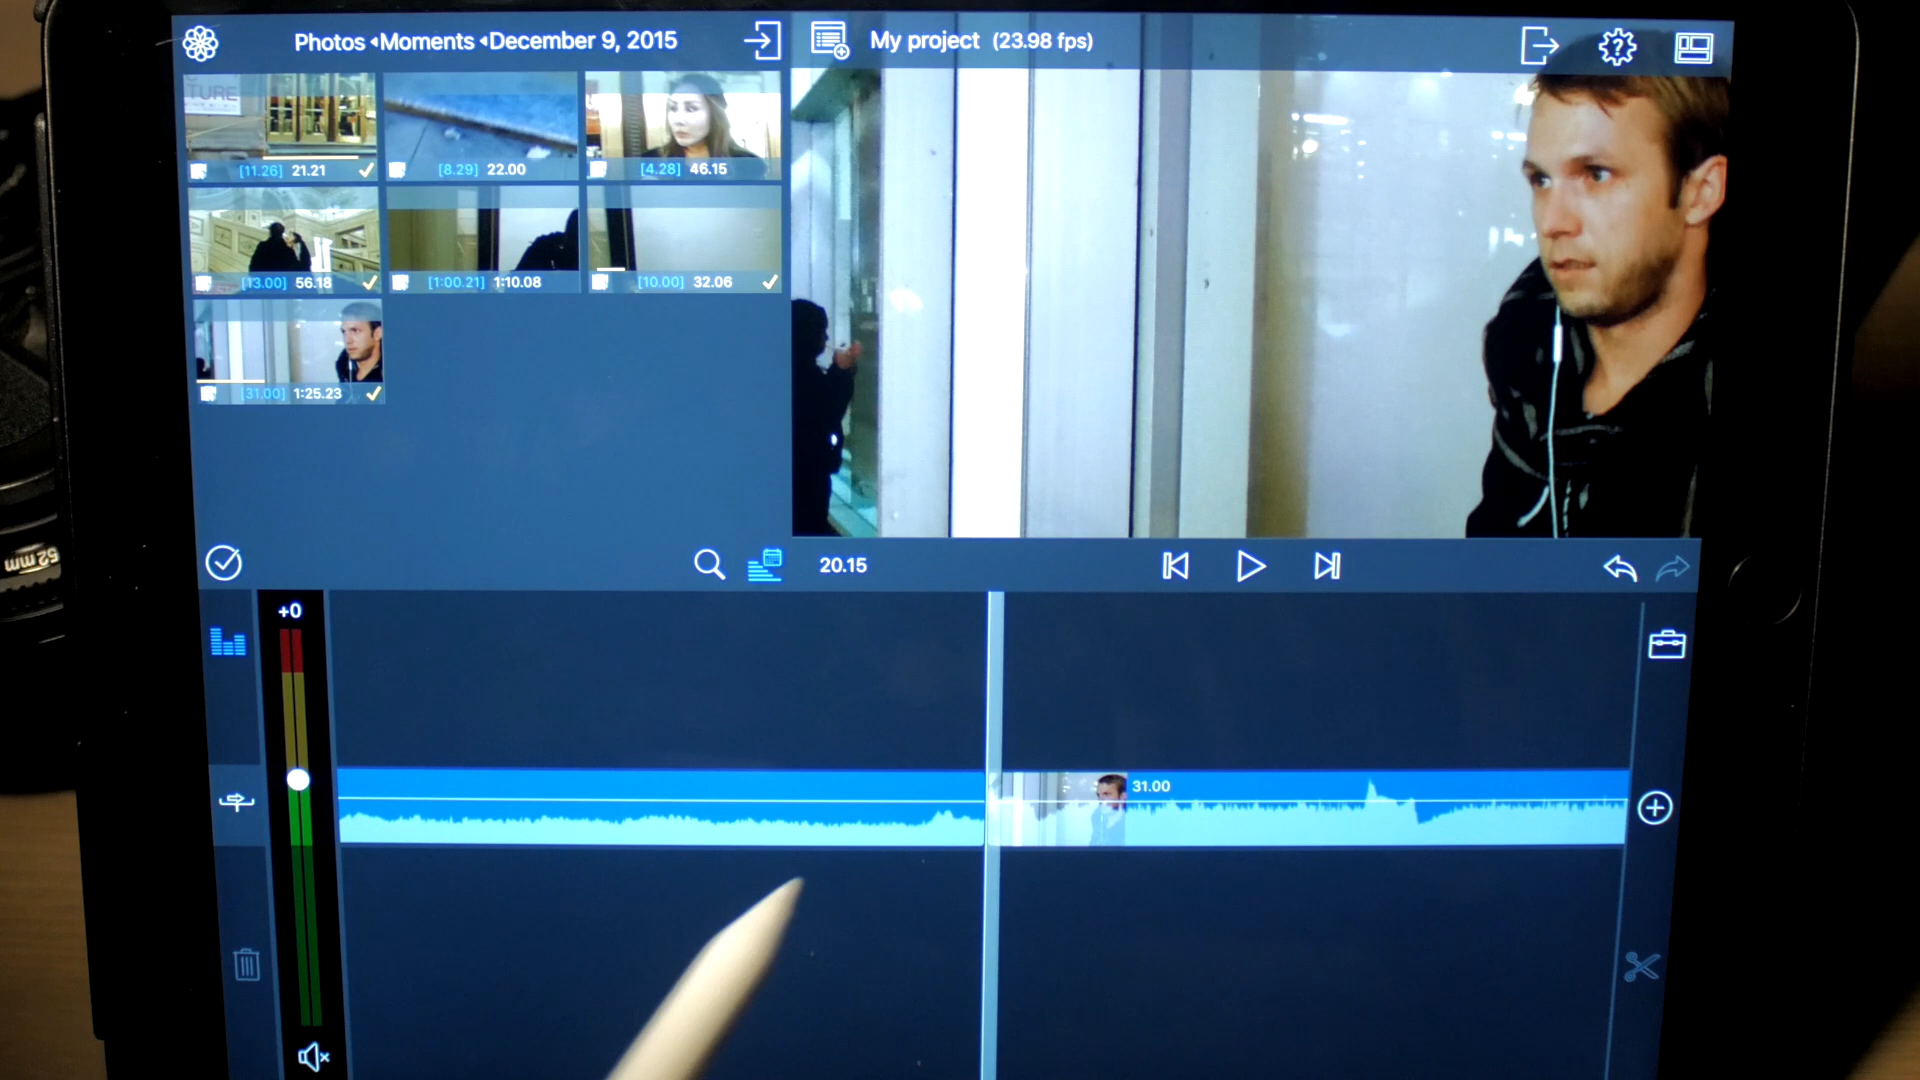 Photos ◂Moments ◂December 9, 2015
My project (23.98 fps)
TURE
[11.26] 21.21
[8.29] 22.00
[4.28] 46.15
[13.00] 56.18
[1:00.21] 1:10.08
[10.00] 32.06
[31.00] 1:25.23
52 mm
20.15
+0
31.00